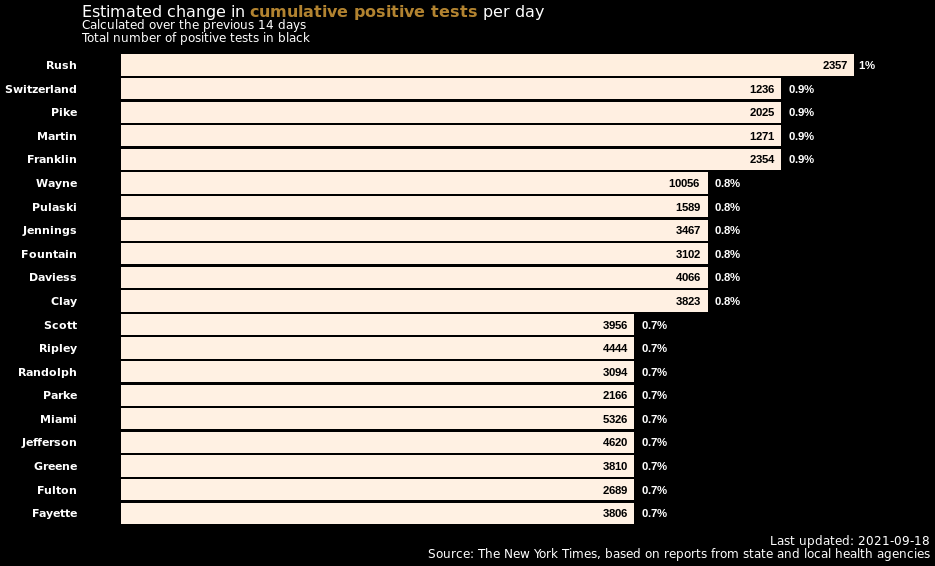 Estimated change in cumulative positive tests per day
Calculated over the previous 14 days
Total number of positive tests in black
Rush 2357 1%
Switzerland 1236 0.9%
Pike 2025 0.9%
Martin 1271 0.9%
Franklin 2354 0.9%
Wayne 10056 0.8%
Pulaski 1589 0.8%
Jennings 3467 0.8%
Fountain 3102 0.8%
Daviess 4066 0.8%
Clay 3823 0.8%
Scott 3956 0.7%
Ripley 4444 0.7%
Randolph 3094 0.7%
Parke 2166 0.7%
Miami 5326 0.7%
Jefferson 4620 0.7%
Greene 3810 0.7%
Fulton 2689 0.7%
Fayette 3806 0.7%
Last updated: 2021-09-18
Source: The New York Times, based on reports from state and local health agencies